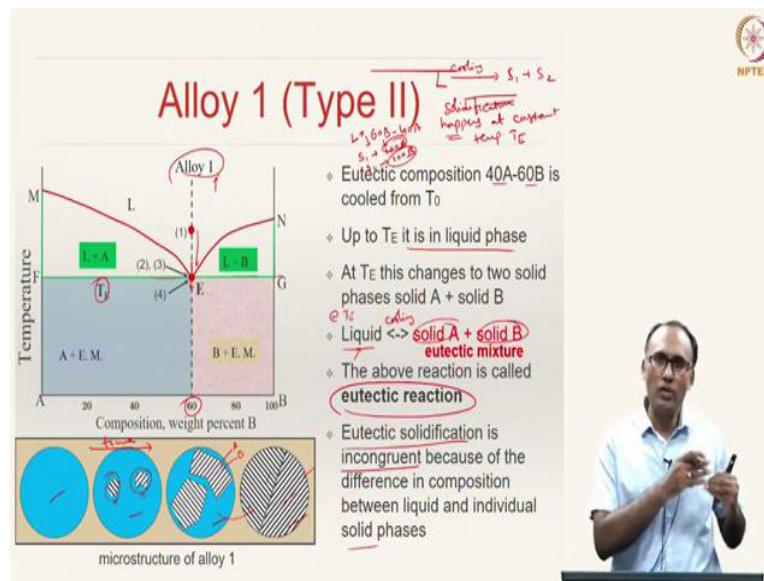 NPTE
cooling
S₁ + S₂
Alloy 1 (Type II)
solidification
happens at constant
temp TE
Alloy 1
M
L
(1)
N
L + A
L + B
(2), (3)
(4)
F
TE
E
G
A + E. M.
B + E. M.
Temperature
A
20
40
60
80
100
B
Composition, weight percent B
time
microstructure of alloy 1
Eutectic composition 40A-60B is
cooled from T0
Up to TE it is in liquid phase
At TE this changes to two solid
phases solid A + solid B
@ TE
cooling
Liquid <-> solid A + solid B
eutectic mixture
The above reaction is called
eutectic reaction
Eutectic solidification is
incongruent because of the
difference in composition
between liquid and individual
solid phases